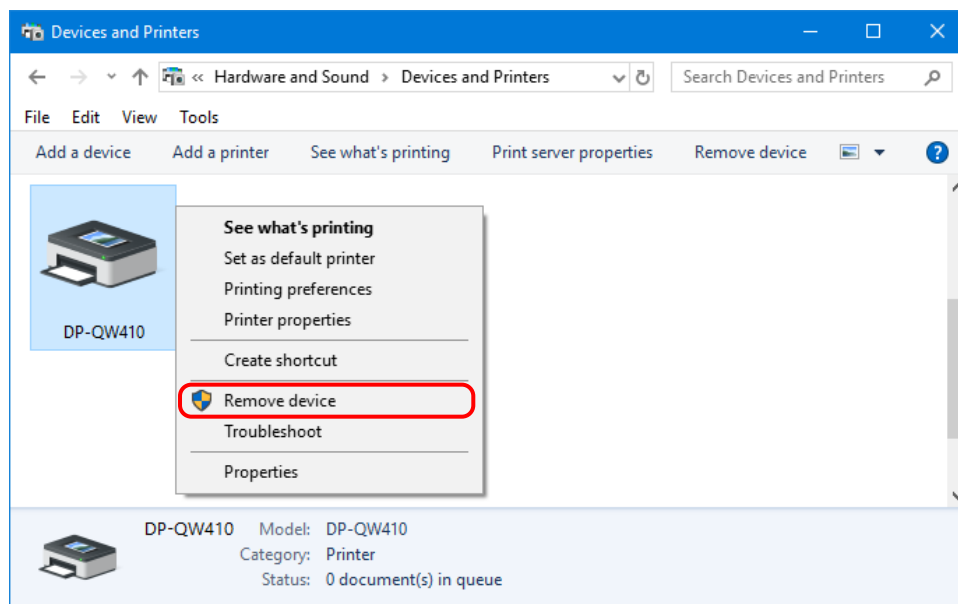 Devices and Printers
« Hardware and Sound > Devices and Printers Search Devices and Printers
File Edit View Tools
Add a device Add a printer See what's printing Print server properties Remove device ?
See what's printing
Set as default printer
Printing preferences
Printer properties
Create shortcut
Remove device
Troubleshoot
Properties
DP-QW410
DP-QW410 Model: DP-QW410
Category: Printer
Status: 0 document(s) in queue